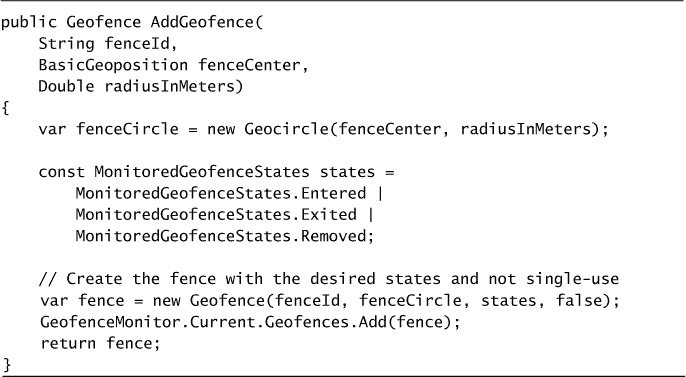 public Geofence AddGeofence(
    String fenceId,
    BasicGeoposition fenceCenter,
    Double radiusInMeters)
{
    var fenceCircle = new Geocircle(fenceCenter, radiusInMeters);

    const MonitoredGeofenceStates states =
        MonitoredGeofenceStates.Entered |
        MonitoredGeofenceStates.Exited |
        MonitoredGeofenceStates.Removed;

    // Create the fence with the desired states and not single-use
    var fence = new Geofence(fenceId, fenceCircle, states, false);
    GeofenceMonitor.Current.Geofences.Add(fence);
    return fence;
}